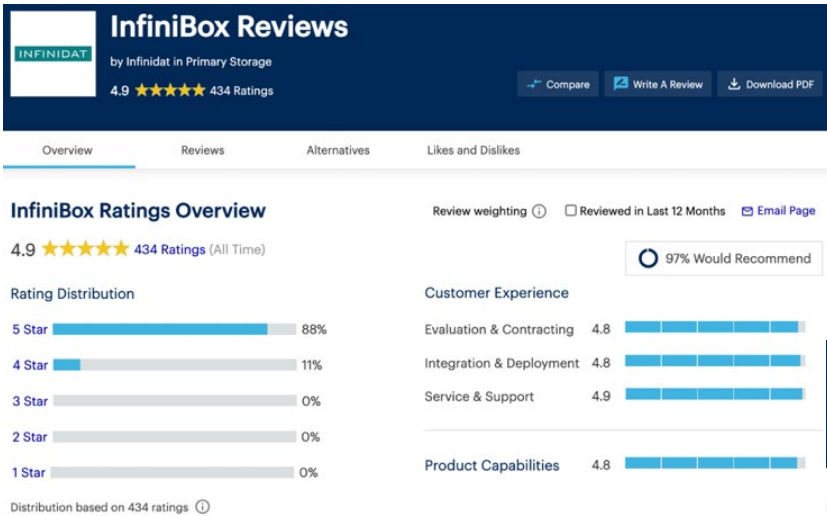 INFINIDAT
InfiniBox Reviews
by Infinidat in Primary Storage
4.9 ★★★★★ 434 Ratings
Compare
Write A Review
Download PDF
Overview
Reviews
Alternatives
Likes and Dislikes
InfiniBox Ratings Overview
Review weighting
Reviewed in Last 12 Months
Email Page
4.9 ★★★★★ 434 Ratings (All Time)
97% Would Recommend
Rating Distribution
5 Star 88%
4 Star 11%
3 Star 0%
2 Star 0%
1 Star 0%
Distribution based on 434 ratings
Customer Experience
Evaluation & Contracting 4.8
Integration & Deployment 4.8
Service & Support 4.9
Product Capabilities 4.8